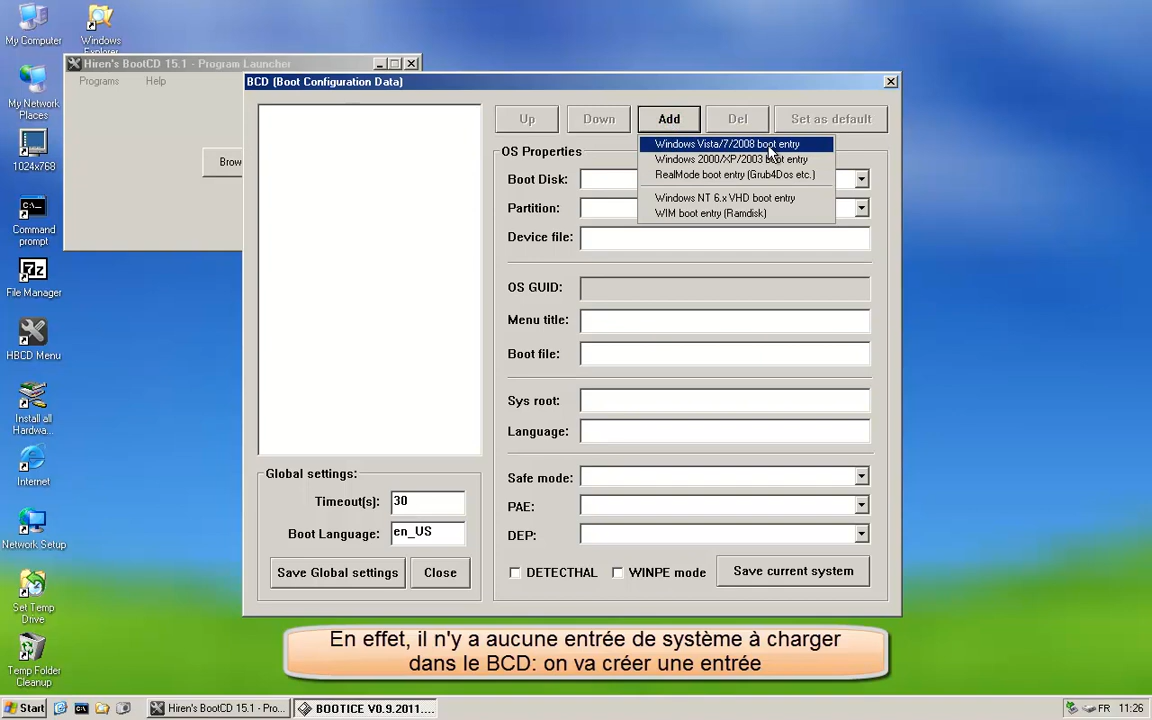 My Computer
Windows
Explorer
Hiren's BootCD 15.1 - Program Launcher
Programs
Help
BCD (Boot Configuration Data)
My Network
Places
1024x768
Brow
Command
prompt
File Manager
HBCD Menu
Install all
Hardwa...
Internet
Network Setup
Set Temp
Drive
Temp Folder
Cleanup
Up
Down
Add
Del
Set as default
Windows Vista/7/2008 boot entry
Windows 2000/XP/2003 boot entry
RealMode boot entry (Grub4Dos etc.)
Windows NT 6.x VHD boot entry
WIM boot entry (Ramdisk)
OS Properties
Boot Disk:
Partition:
Device file:
OS GUID:
Menu title:
Boot file:
Sys root:
Language:
Safe mode:
PAE:
DEP:
DETECTHAL
WINPE mode
Save current system
Global settings:
Timeout(s):
30
Boot Language:
en_US
Save Global settings
Close
En effet, il n'y a aucune entrée de système à charger
dans le BCD: on va créer une entrée
Start
Hiren's BootCD 15.1 - Pro...
BOOTICE V0.9.2011....
FR
11:26